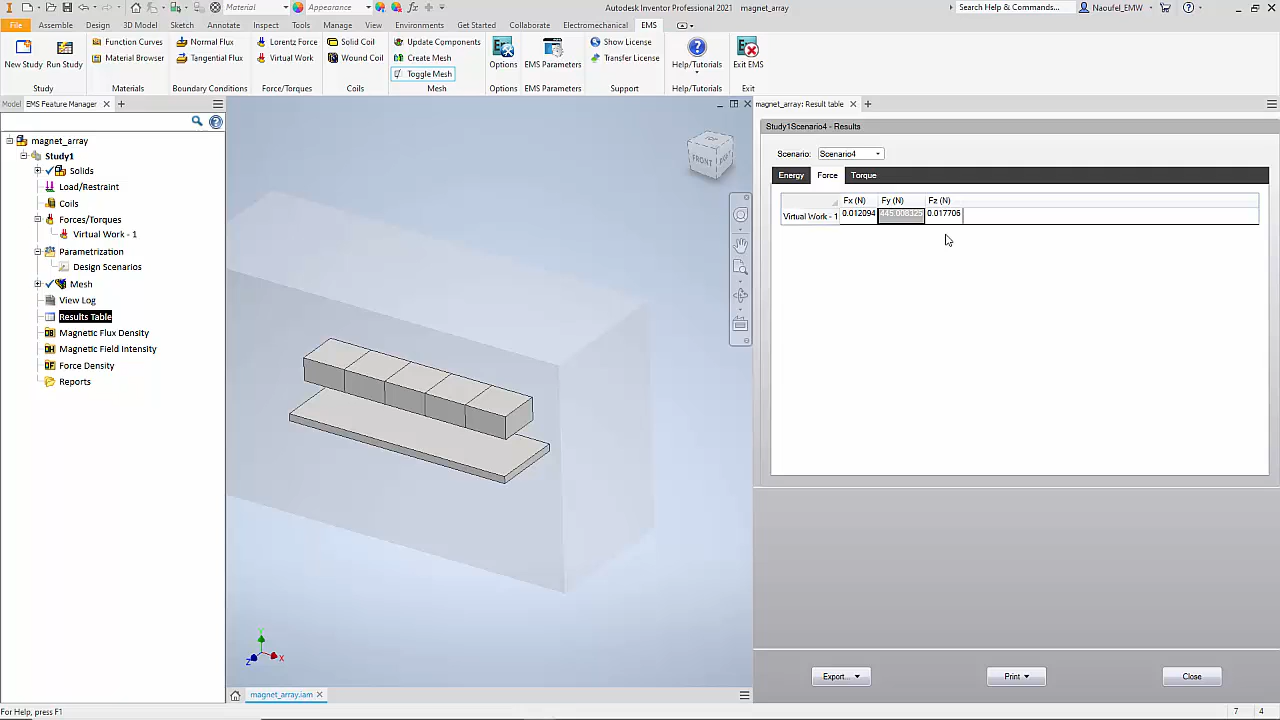 Material
Appearance
Autodesk Inventor Professional 2021 magnet_array
Search Help & Commands...
Naoufel_EMW
File Assemble Design 3D Model Sketch Annotate Inspect Tools Manage View Environments Get Started Collaborate Electromechanical EMS
New Study
Run Study
Study
Function Curves
Material Browser
Materials
Normal Flux
Tangential Flux
Boundary Conditions
Lorentz Force
Virtual Work
Force/Torques
Solid Coil
Wound Coil
Coils
Update Components
Create Mesh
Toggle Mesh
Mesh
Options
Options
EMS Parameters
EMS Parameters
Show License
Transfer License
Support
Help/Tutorials
Help/Tutorials
Exit EMS
Exit
Model EMS Feature Manager
magnet_array
Study1
Solids
Load/Restraint
Coils
Forces/Torques
Virtual Work - 1
Parametrization
Design Scenarios
Mesh
View Log
Results Table
Magnetic Flux Density
Magnetic Field Intensity
Force Density
Reports
FRONT
Y
Z
X
magnet_array.iam
magnet_array: Result table
Study1Scenario4 - Results
Scenario: Scenario4
Energy Force Torque
Fx (N) Fy (N) Fz (N)
Virtual Work - 1 0.012094 445.008325 0.017706
Export...
Print
Close
For Help, press F1
7 4